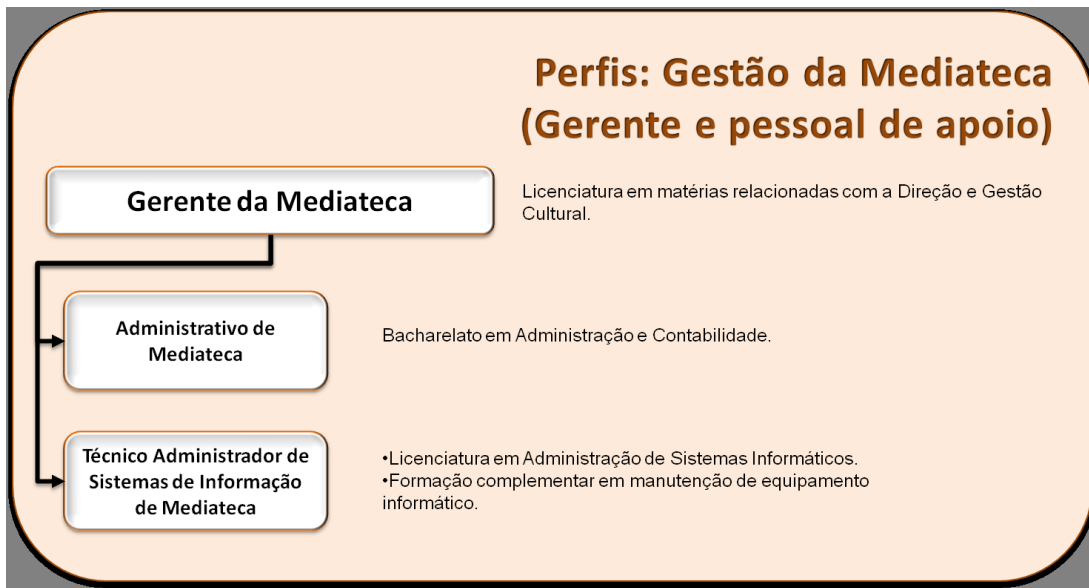 Perfis: Gestão da Mediateca
(Gerente e pessoal de apoio)
Gerente da Mediateca
Licenciatura em matérias relacionadas com a Direção e Gestão
Cultural.
Administrativo de
Mediateca
Bacharelato em Administração e Contabilidade.
Técnico Administrador de
Sistemas de Informação
de Mediateca
•Licenciatura em Administração de Sistemas Informáticos.
•Formação complementar em manutenção de equipamento
informático.